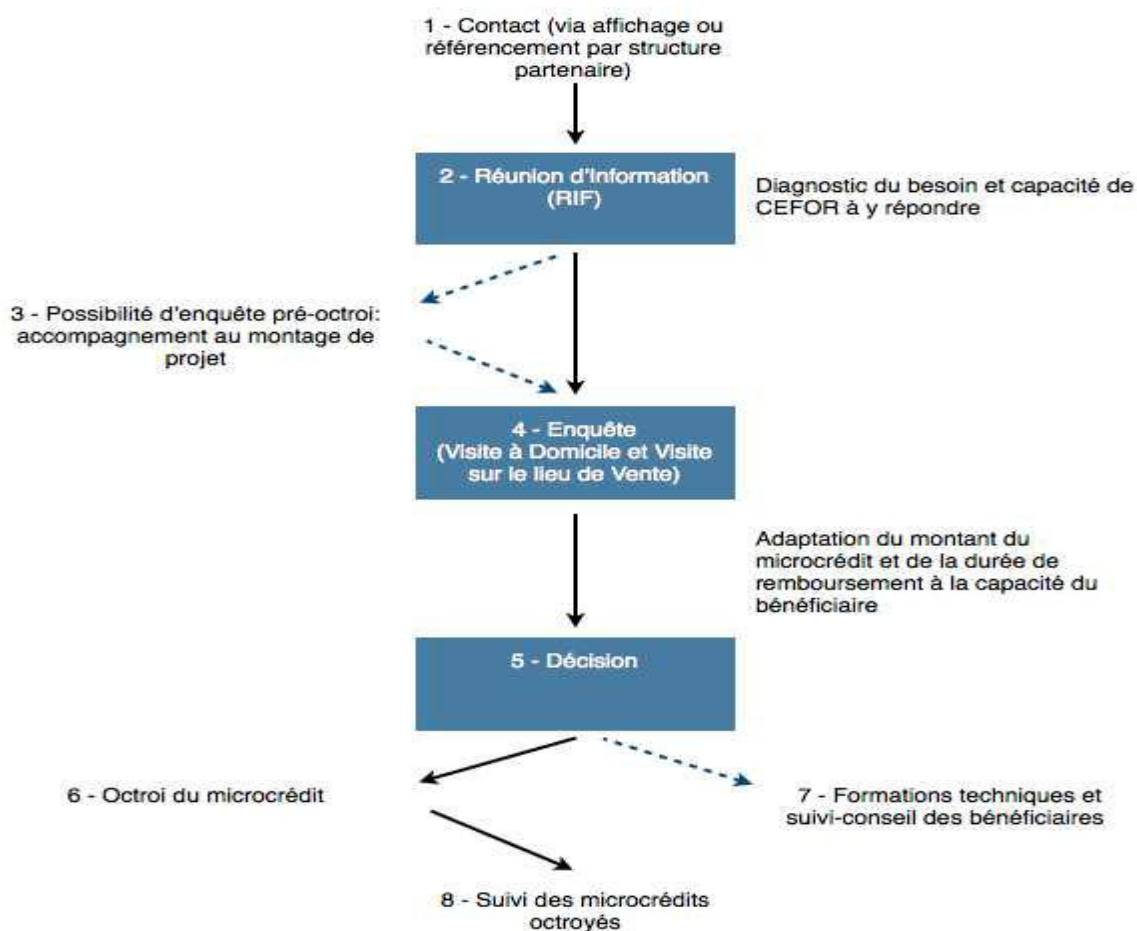 1 - Contact (via affichage ou
référencement par structure
partenaire)
2 - Réunion d'Information
(RIF)
Diagnostic du besoin et capacité de
CEFOR à y répondre
3 - Possibilité d'enquête pré-octroi:
accompagnement au montage de
projet
4 - Enquête
(Visite à Domicile et Visite
sur le lieu de Vente)
Adaptation du montant du
microcrédit et de la durée de
remboursement à la capacité du
bénéficiaire
5 - Décision
6 - Octroi du microcrédit
7 - Formations techniques et
suivi-conseil des bénéficiaires
8 - Suivi des microcrédits
octroyés